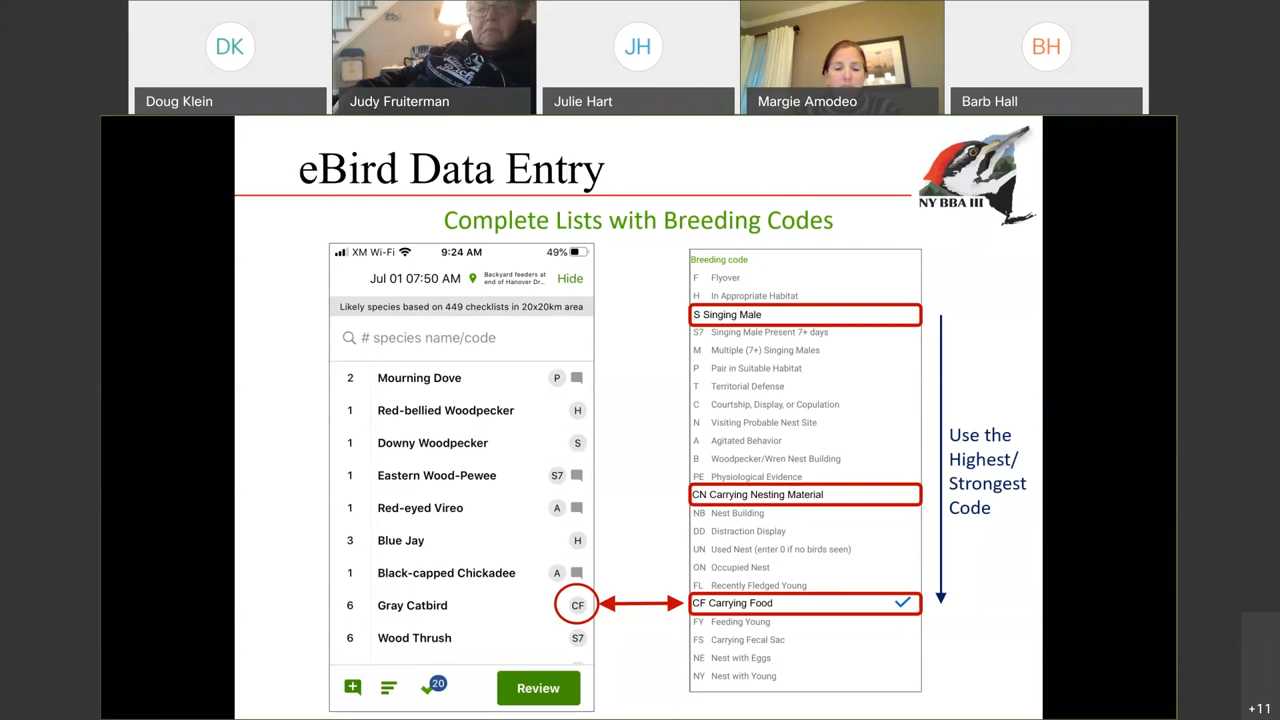 DK
JH
BH
Doug Klein
Judy Fruiterman
Julie Hart
Margie Amodeo
Barb Hall
eBird Data Entry
NY BBA III
Complete Lists with Breeding Codes
XM Wi-Fi
9:24 AM
49%
Jul 01 07:50 AM
Backyard feeders at
end of Hanover Dr...
Hide
Likely species based on 449 checklists in 20x20km area
# species name/code
2 Mourning Dove P
1 Red-bellied Woodpecker H
1 Downy Woodpecker S
1 Eastern Wood-Pewee S7
1 Red-eyed Vireo A
3 Blue Jay H
1 Black-capped Chickadee A
6 Gray Catbird CF
6 Wood Thrush S7
20
Review
Breeding code
F Flyover
H In Appropriate Habitat
S Singing Male
S7 Singing Male Present 7+ days
M Multiple (7+) Singing Males
P Pair in Suitable Habitat
T Territorial Defense
C Courtship, Display, or Copulation
N Visiting Probable Nest Site
A Agitated Behavior
B Woodpecker/Wren Nest Building
PE Physiological Evidence
CN Carrying Nesting Material
NB Nest Building
DD Distraction Display
UN Used Nest (enter 0 if no birds seen)
ON Occupied Nest
FL Recently Fledged Young
CF Carrying Food
FY Feeding Young
FS Carrying Fecal Sac
NE Nest with Eggs
NY Nest with Young
Use the
Highest/
Strongest
Code
+11